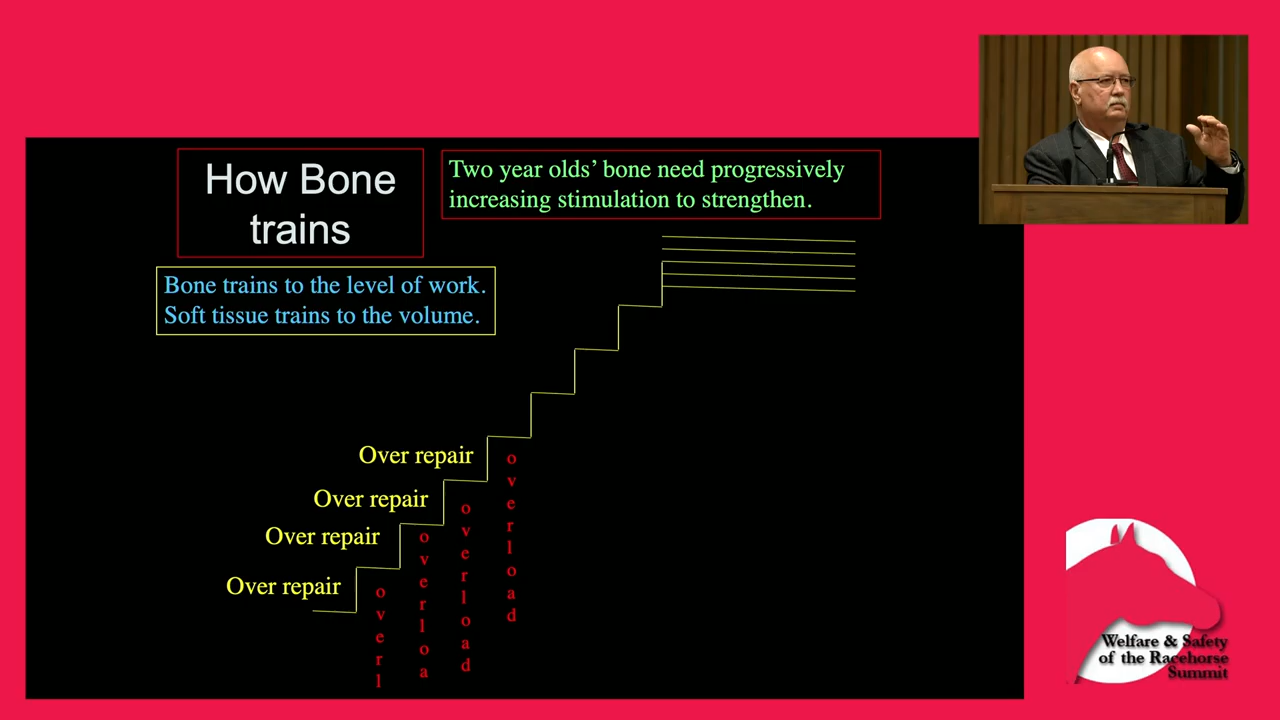 How Bone
trains
Two year olds’ bone need progressively
increasing stimulation to strengthen.
Bone trains to the level of work.
Soft tissue trains to the volume.
Over repair
Over repair
Over repair
Over repair
overl
overloa
overload
overload
Welfare & Safety
of the Racehorse
Summit